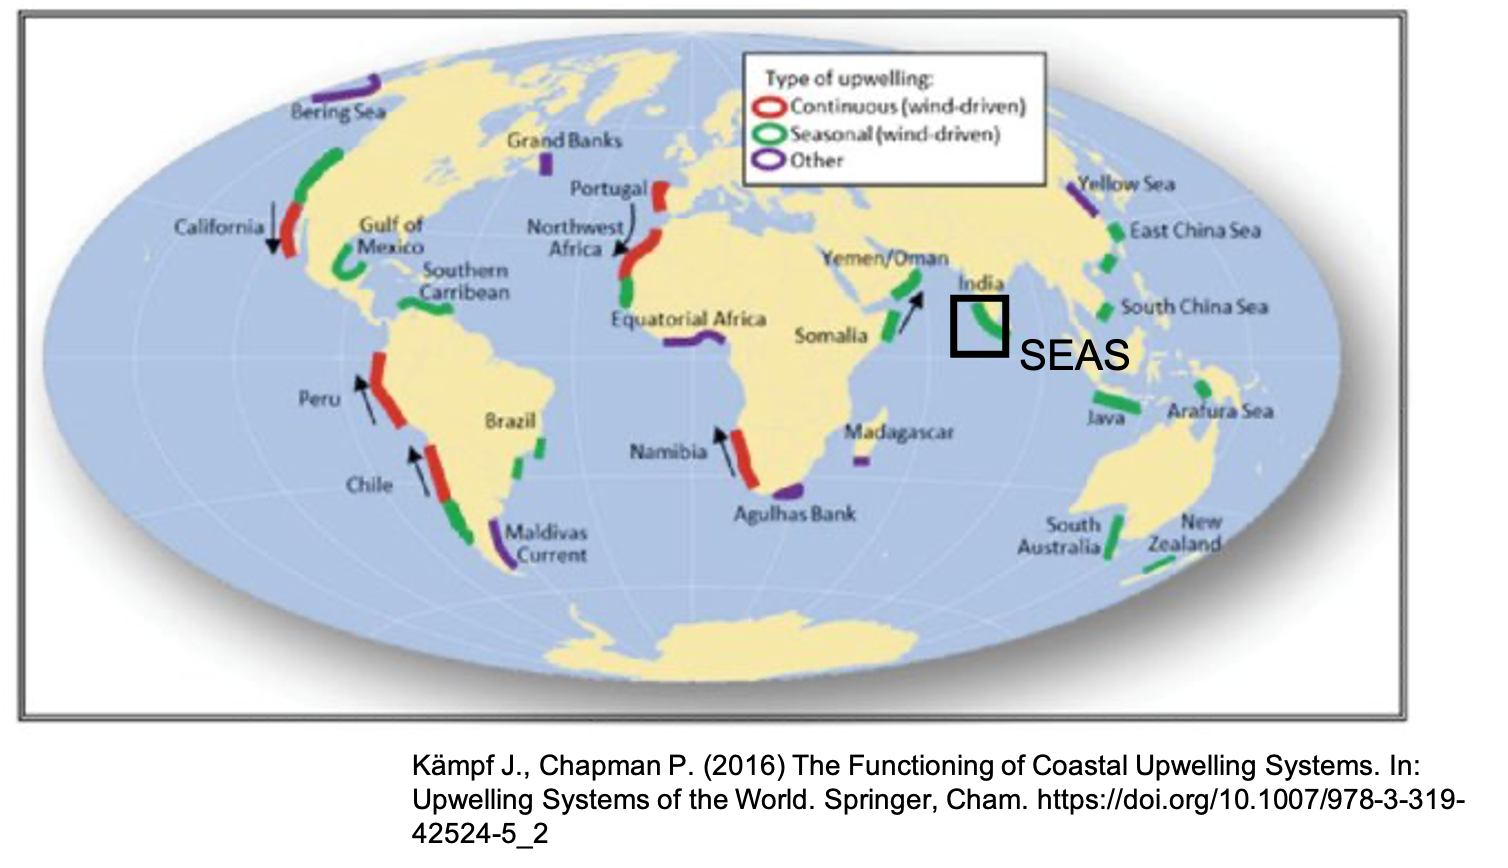 Type of upwelling:
Continuous (wind-driven)
Seasonal (wind-driven)
Other
Bering Sea
Grand Banks
Portugal
Yellow Sea
California
Gulf of
Mexico
Northwest
Africa
East China Sea
Southern
Carribean
Yemen/Oman
India
South China Sea
Equatorial Africa
Somalia
SEAS
Peru
Brazil
Java
Arafura Sea
Namibia
Madagascar
Chile
Agulhas Bank
Maldivas
Current
South
Australia
New
Zealand
Kämpf J., Chapman P. (2016) The Functioning of Coastal Upwelling Systems. In:
Upwelling Systems of the World. Springer, Cham. https://doi.org/10.1007/978-3-319-
42524-5_2